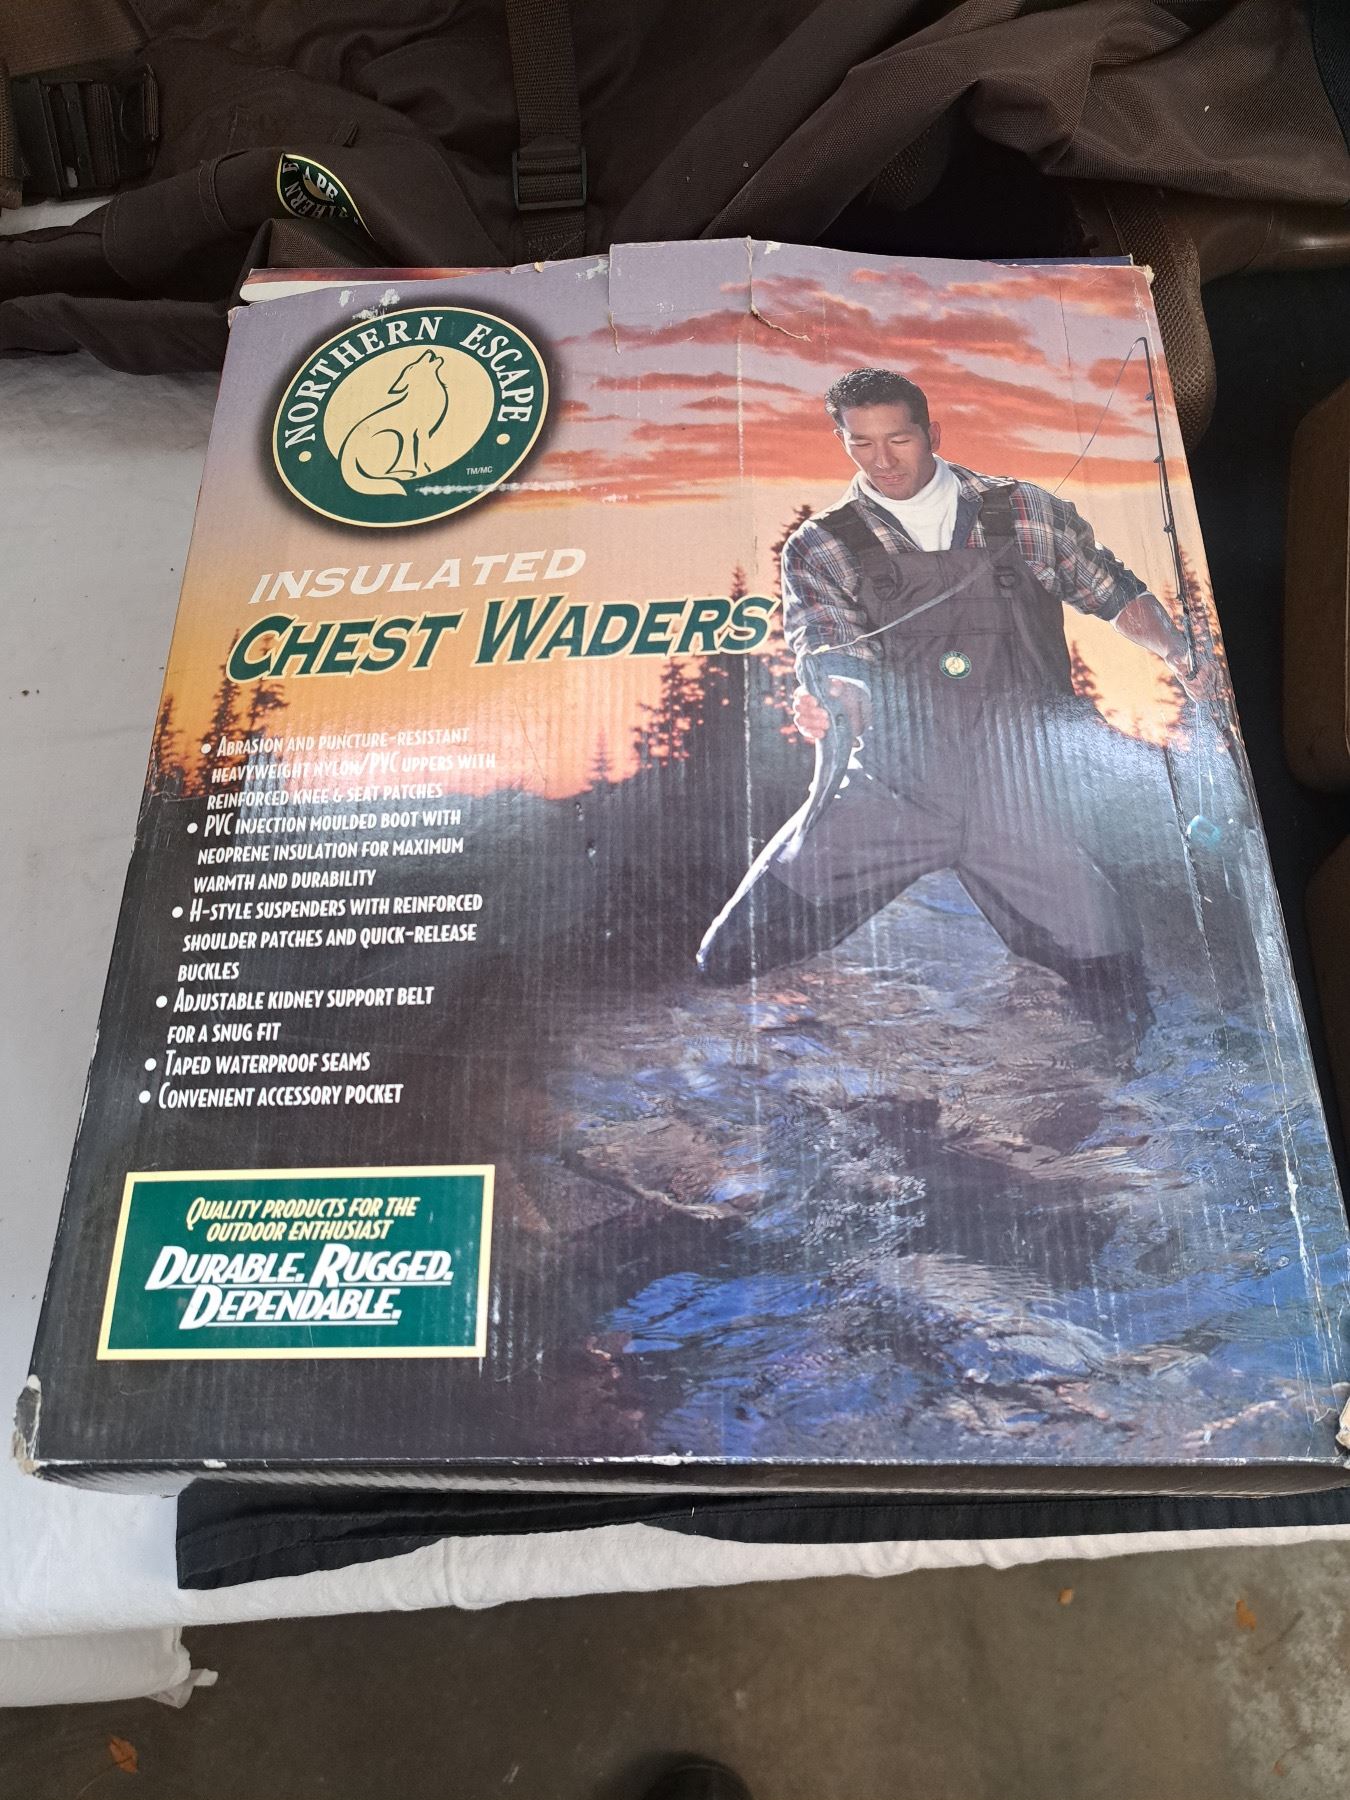 NORTHERN ESCAPE
TM/MC
INSULATED
CHEST WADERS
• ABRASION AND PUNCTURE-RESISTANT
HEAVYWEIGHT NYLON/PVC UPPERS WITH
REINFORCED KNEE & SEAT PATCHES
• PVC INJECTION MOULDED BOOT WITH
NEOPRENE INSULATION FOR MAXIMUM
WARMTH AND DURABILITY
• H-STYLE SUSPENDERS WITH REINFORCED
SHOULDER PATCHES AND QUICK-RELEASE
BUCKLES
• ADJUSTABLE KIDNEY SUPPORT BELT
FOR A SNUG FIT
• TAPED WATERPROOF SEAMS
• CONVENIENT ACCESSORY POCKET
QUALITY PRODUCTS FOR THE
OUTDOOR ENTHUSIAST
DURABLE. RUGGED.
DEPENDABLE.